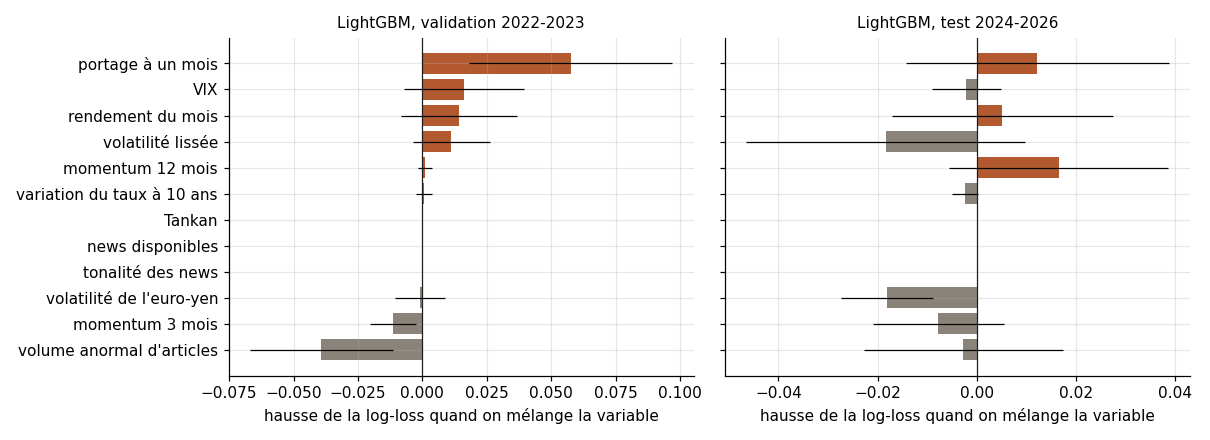 LightGBM, validation 2022-2023
LightGBM, test 2024-2026
portage à un mois
VIX
rendement du mois
volatilité lissée
momentum 12 mois
variation du taux à 10 ans
Tankan
news disponibles
tonalité des news
volatilité de l'euro-yen
momentum 3 mois
volume anormal d'articles
−0.075 −0.050 −0.025 0.000 0.025 0.050 0.075 0.100
−0.04 −0.02 0.00 0.02 0.04
hausse de la log-loss quand on mélange la variable
hausse de la log-loss quand on mélange la variable